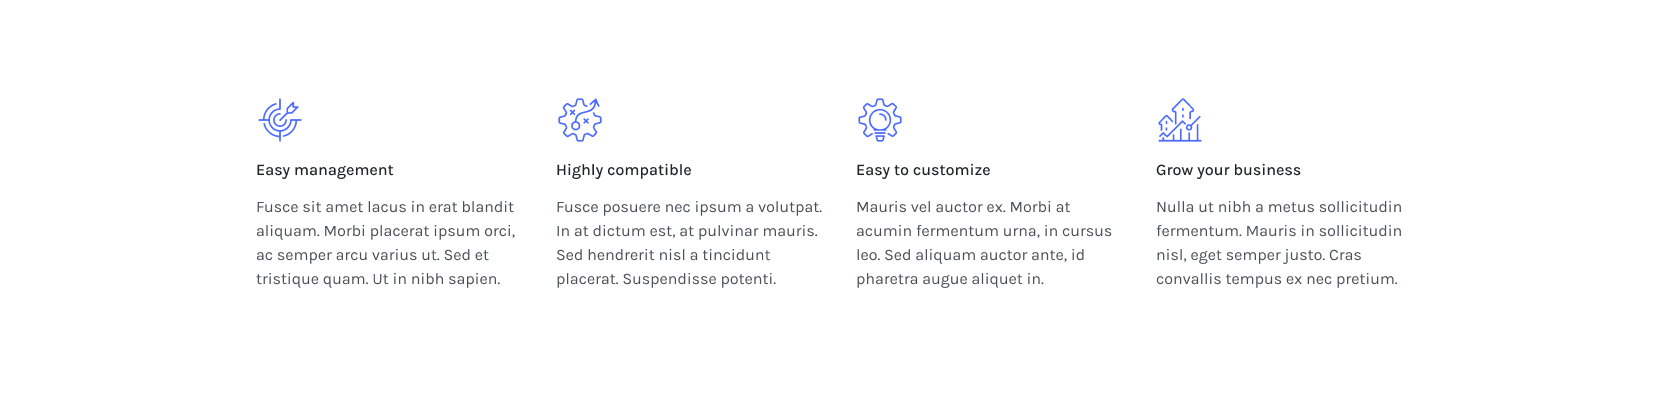 Easy management
Fusce sit amet lacus in erat blandit
aliquam. Morbi placerat ipsum orci,
ac semper arcu varius ut. Sed et
tristique quam. Ut in nibh sapien.
Highly compatible
Fusce posuere nec ipsum a volutpat.
In at dictum est, at pulvinar mauris.
Sed hendrerit nisl a tincidunt
placerat. Suspendisse potenti.
Easy to customize
Mauris vel auctor ex. Morbi at
acumin fermentum urna, in cursus
leo. Sed aliquam auctor ante, id
pharetra augue aliquet in.
Grow your business
Nulla ut nibh a metus sollicitudin
fermentum. Mauris in sollicitudin
nisl, eget semper justo. Cras
convallis tempus ex nec pretium.